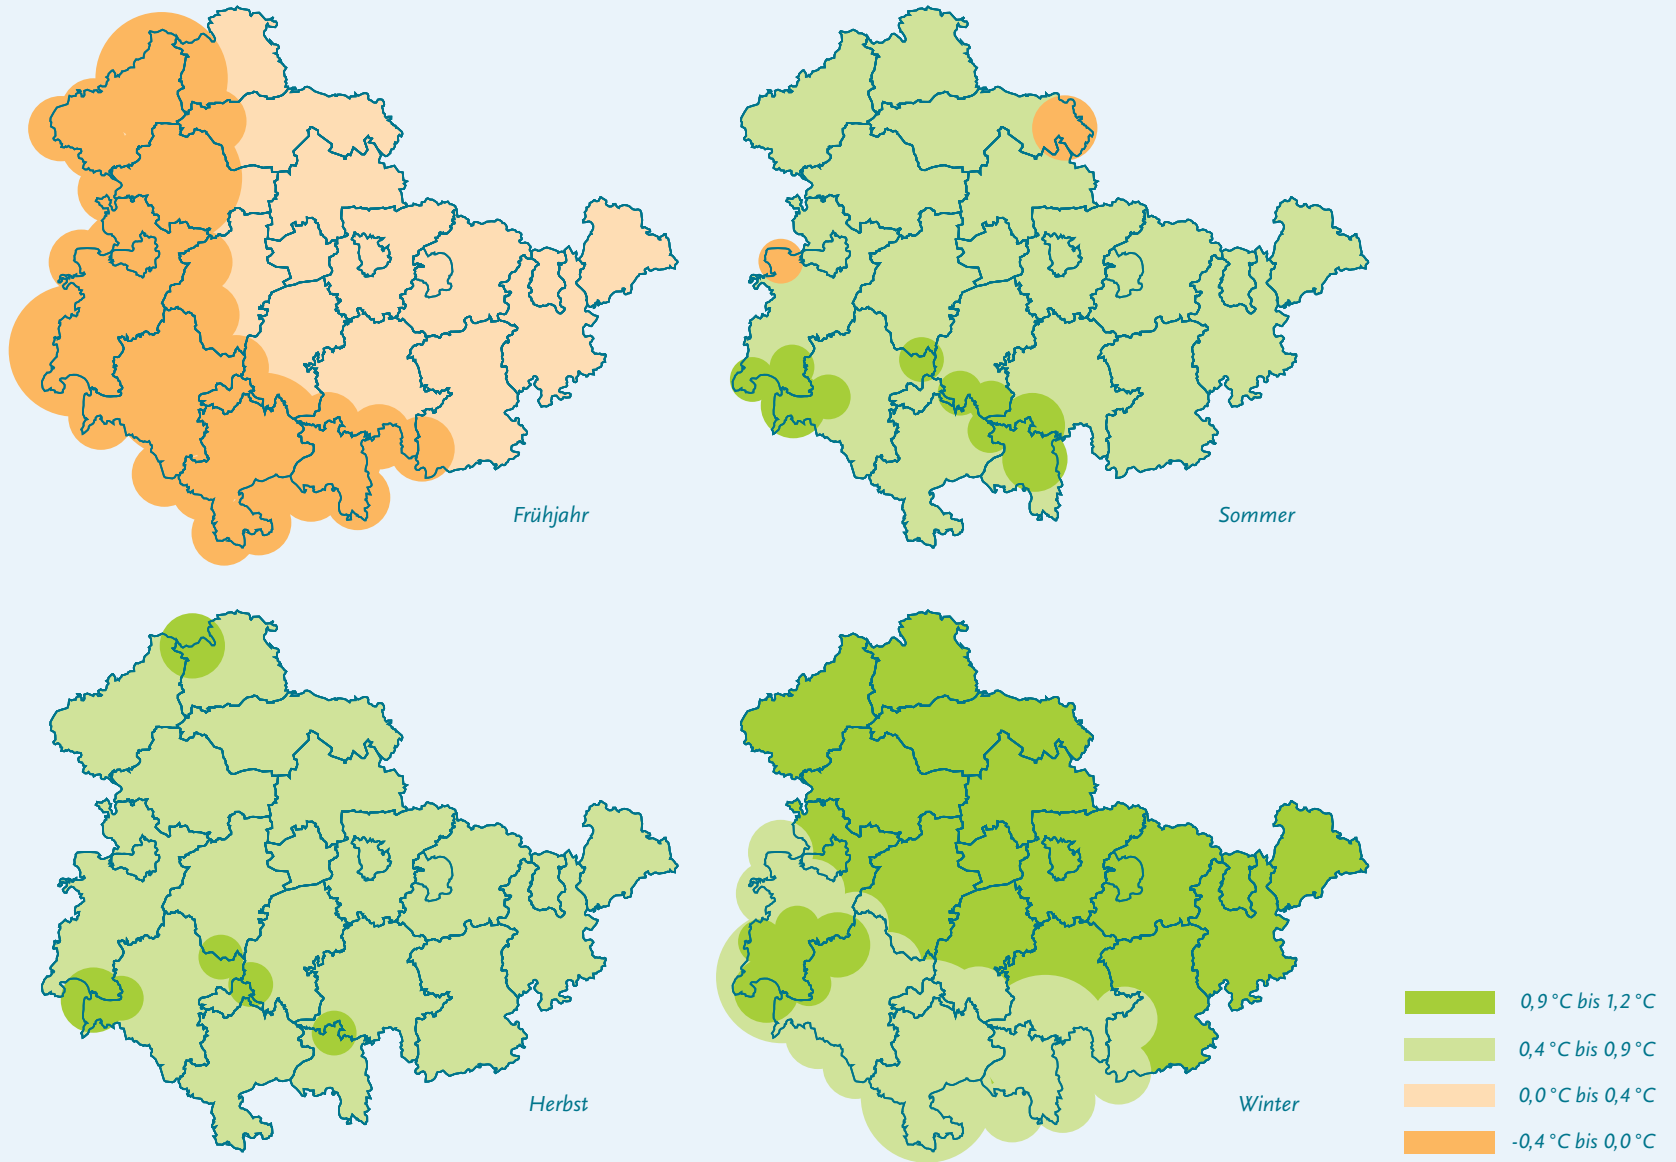 Frühjahr
Sommer
Herbst
Winter
0,9 °C bis 1,2 °C
0,4 °C bis 0,9 °C
0,0 °C bis 0,4 °C
-0,4 °C bis 0,0 °C